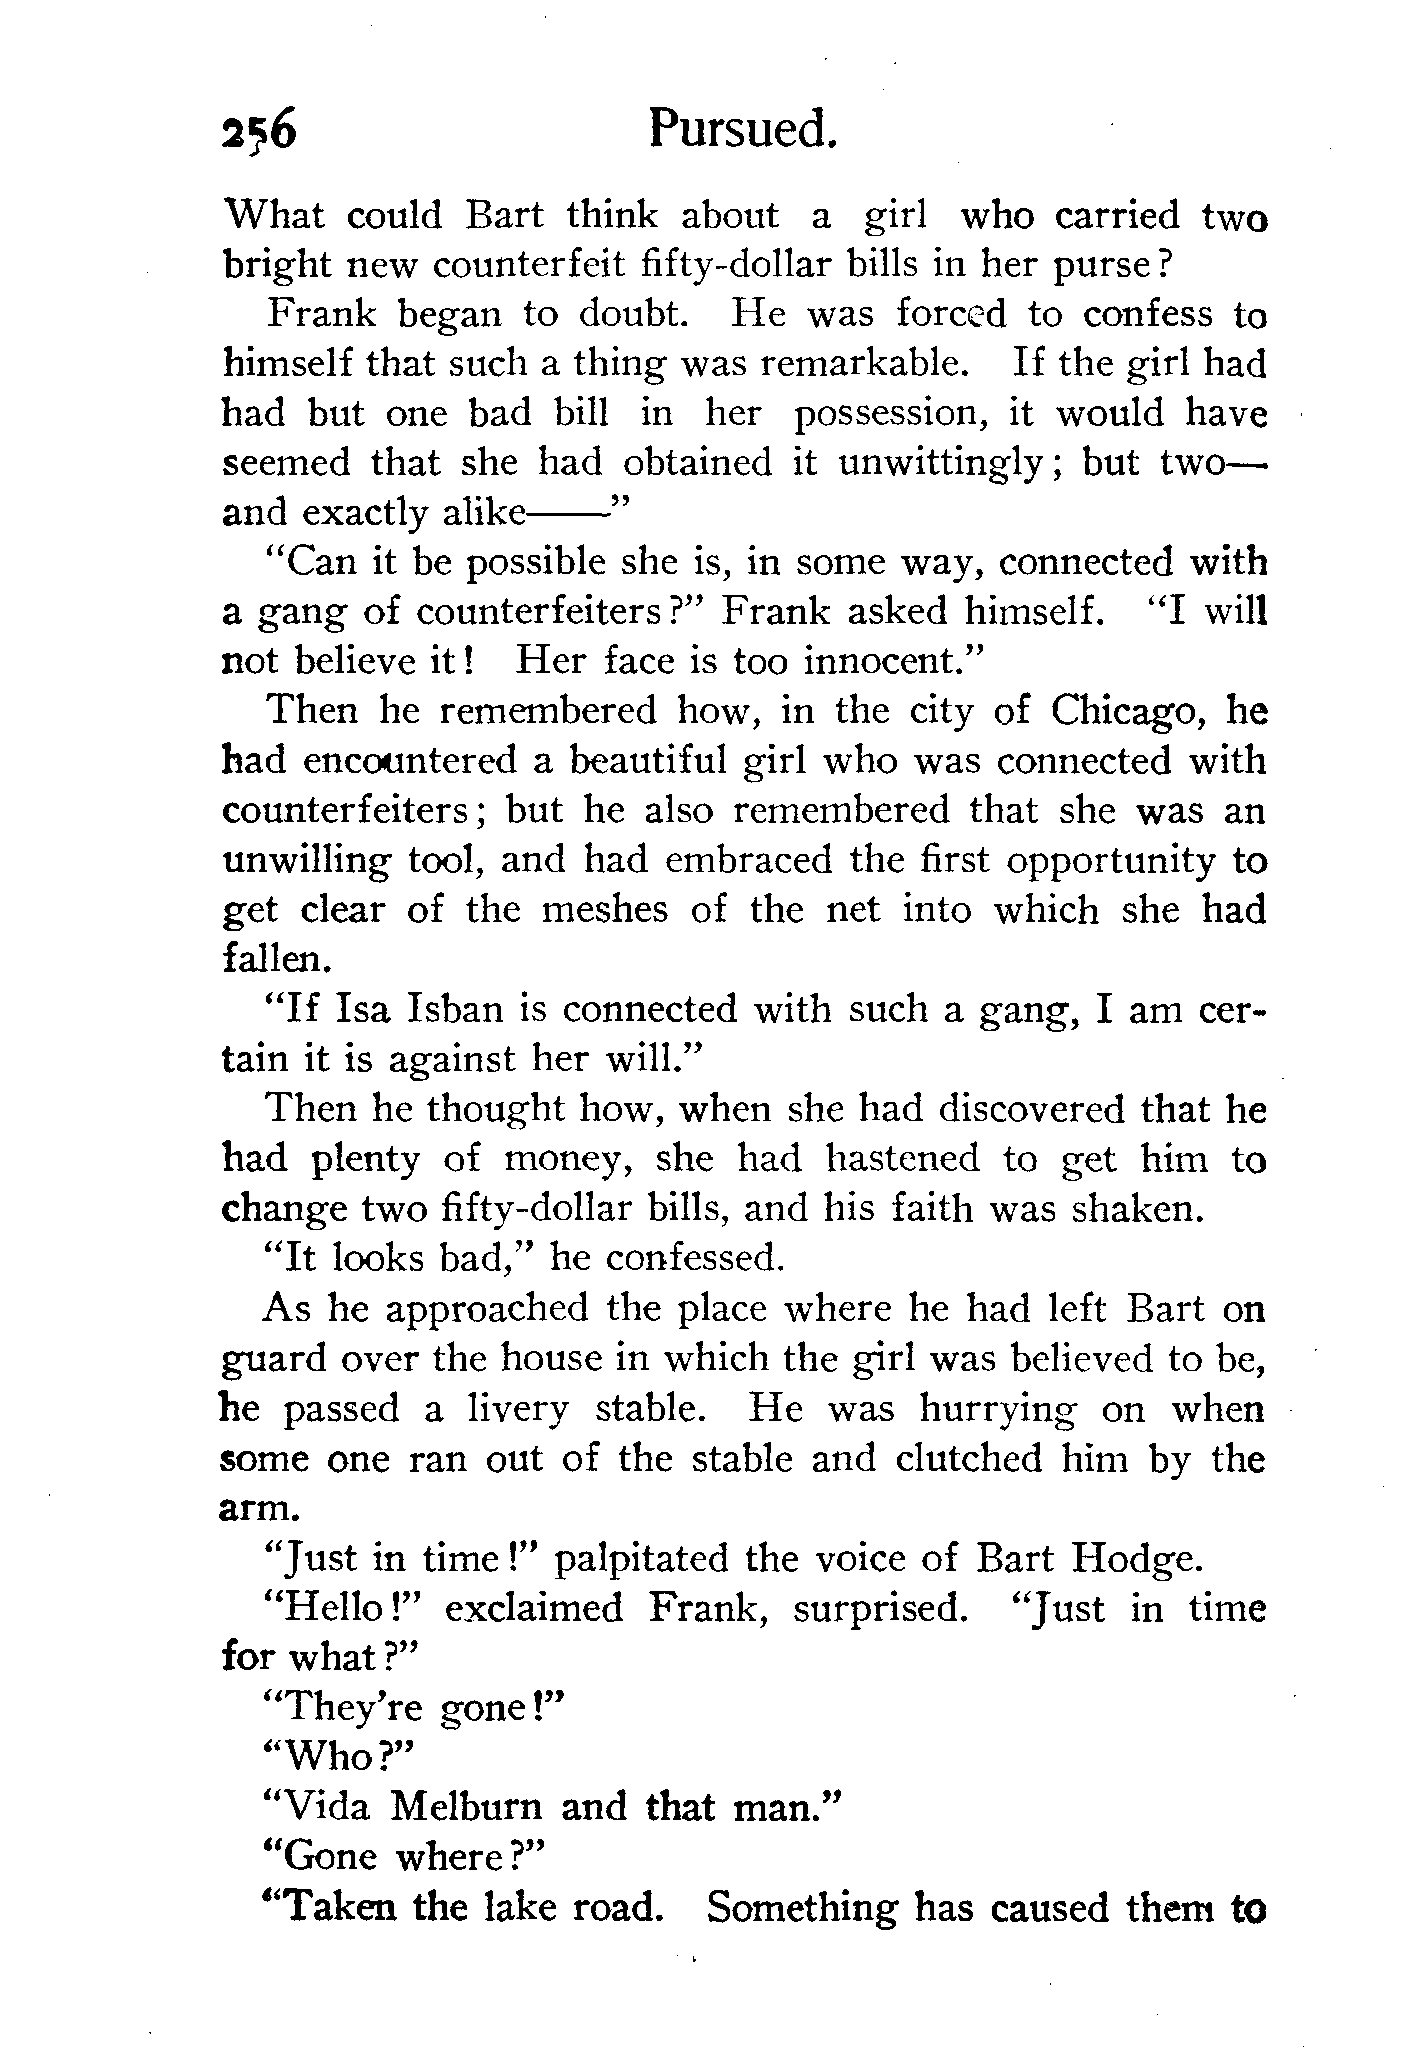 256 Pursued.
What could Bart think about a girl who carried two
bright new counterfeit fifty-dollar bills in her purse?
Frank began to doubt. He was forced to confess to
himself that such a thing was remarkable. If the girl had
had but one bad bill in her possession, it would have
seemed that she had obtained it unwittingly; but two—
and exactly alike——”
“Can it be possible she is, in some way, connected with
a gang of counterfeiters?” Frank asked himself. “I will
not believe it! Her face is too innocent.”
Then he remembered how, in the city of Chicago, he
had encountered a beautiful girl who was connected with
counterfeiters; but he also remembered that she was an
unwilling tool, and had embraced the first opportunity to
get clear of the meshes of the net into which she had
fallen.
“If Isa Isban is connected with such a gang, I am cer-
tain it is against her will.”
Then he thought how, when she had discovered that he
had plenty of money, she had hastened to get him to
change two fifty-dollar bills, and his faith was shaken.
“It looks bad,” he confessed.
As he approached the place where he had left Bart on
guard over the house in which the girl was believed to be,
he passed a livery stable. He was hurrying on when
some one ran out of the stable and clutched him by the
arm.
“Just in time!” palpitated the voice of Bart Hodge.
“Hello!” exclaimed Frank, surprised. “Just in time
for what?”
“They’re gone!”
“Who?”
“Vida Melburn and that man.”
“Gone where?”
“Taken the lake road. Something has caused them to